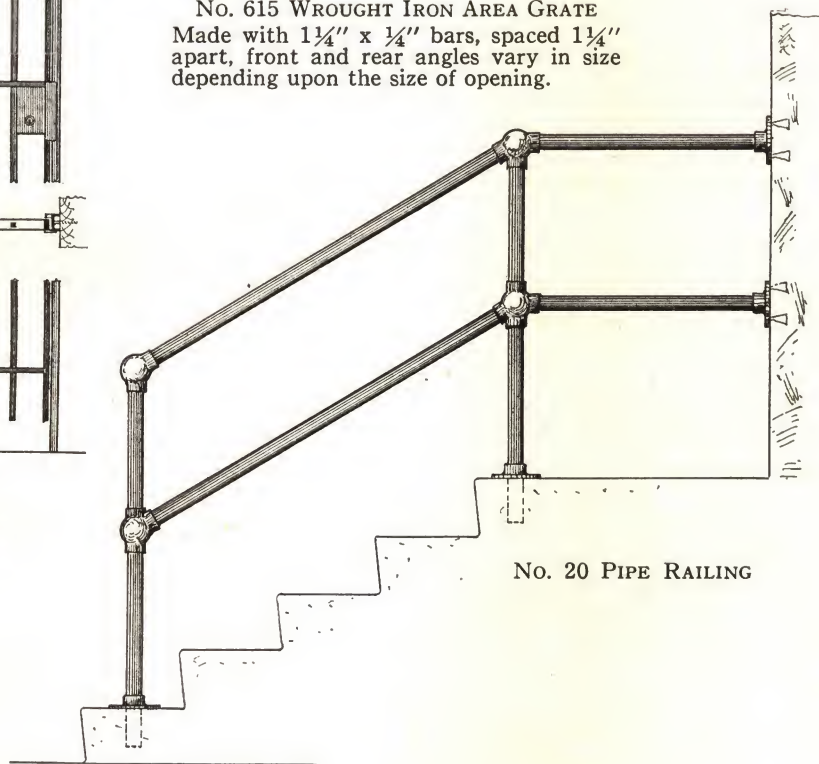 No. 615 Wrought Iron Area Grate
Made with 1¼″ x ¼″ bars, spaced 1¼″
apart, front and rear angles vary in size
depending upon the size of opening.
No. 20 Pipe Railing